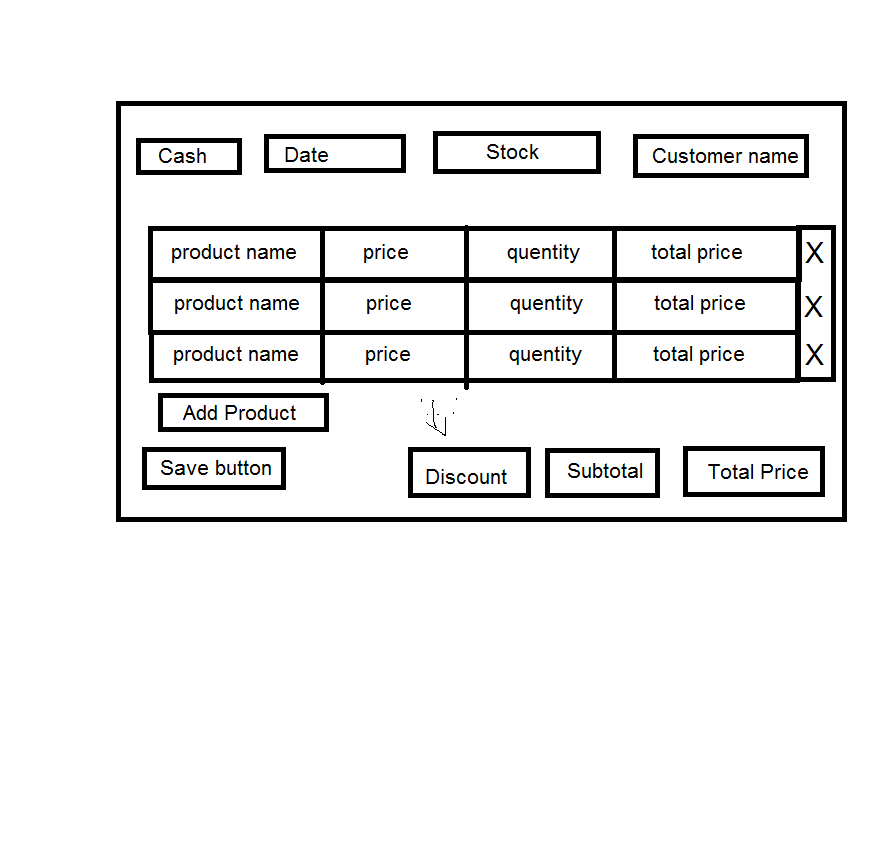 Cash Date Stock Customer name
product name price quentity total price X
product name price quentity total price X
product name price quentity total price X
Add Product
Save button Discount Subtotal Total Price